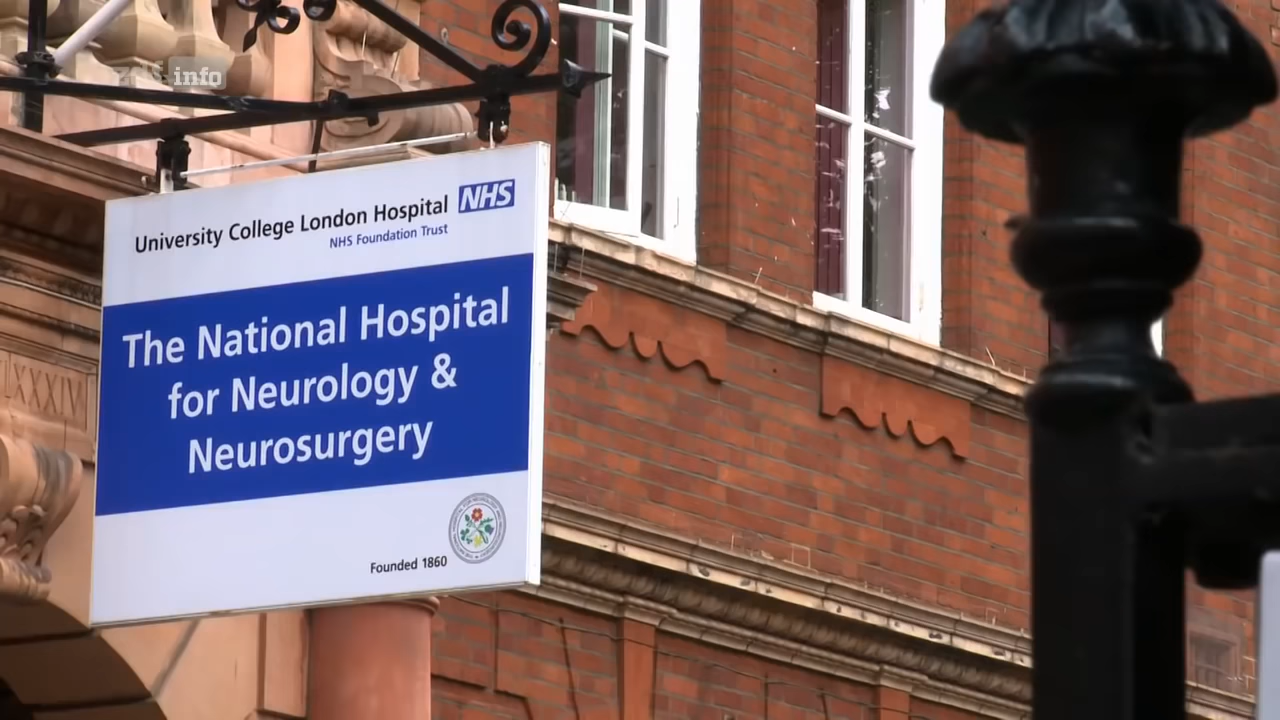 info
University College London Hospital NHS
NHS Foundation Trust
The National Hospital
for Neurology &
Neurosurgery
Founded 1860
LXXXIV